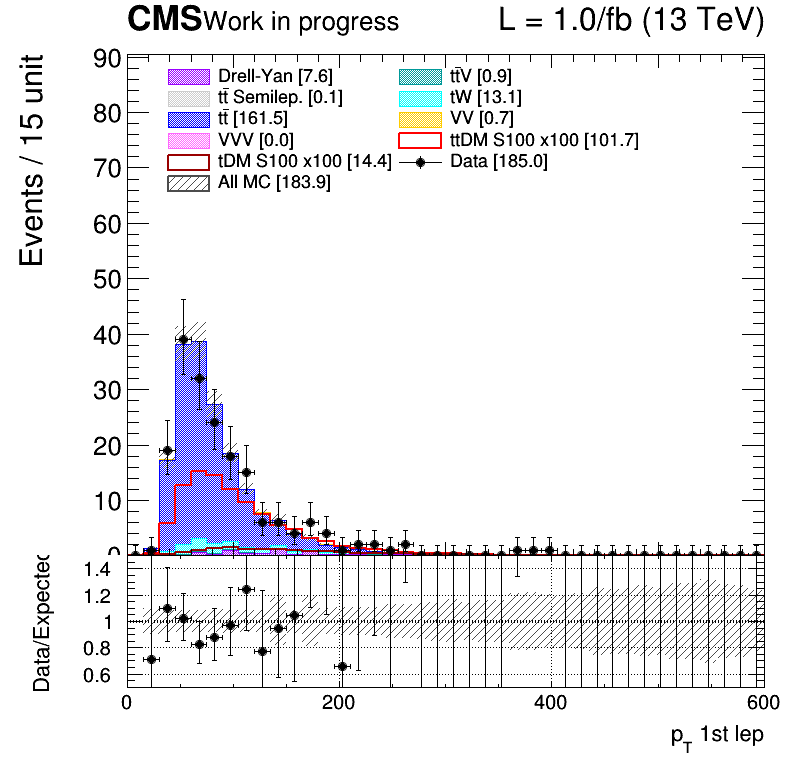 CMS Work in progress L = 1.0/fb (13 TeV)
Events / 15 unit
90
80
70
60
50
40
30
20
10
0
Drell-Yan [7.6] tt̄V [0.9]
tt̄ Semilep. [0.1] tW [13.1]
tt̄ [161.5] VV [0.7]
VVV [0.0] ttDM S100 x100 [101.7]
tDM S100 x100 [14.4] Data [185.0]
All MC [183.9]
Data/Expected
1.4
1.2
1
0.8
0.6
0 200 400 600
p_T 1st lep